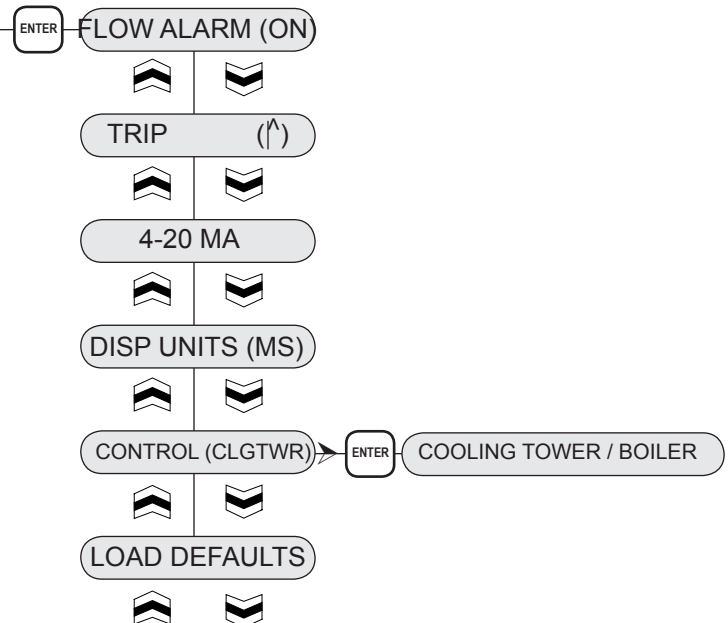 ENTER FLOW ALARM (ON)
TRIP (^)
4-20 MA
DISP UNITS (MS)
CONTROL (CLGTWR) ENTER COOLING TOWER / BOILER
LOAD DEFAULTS